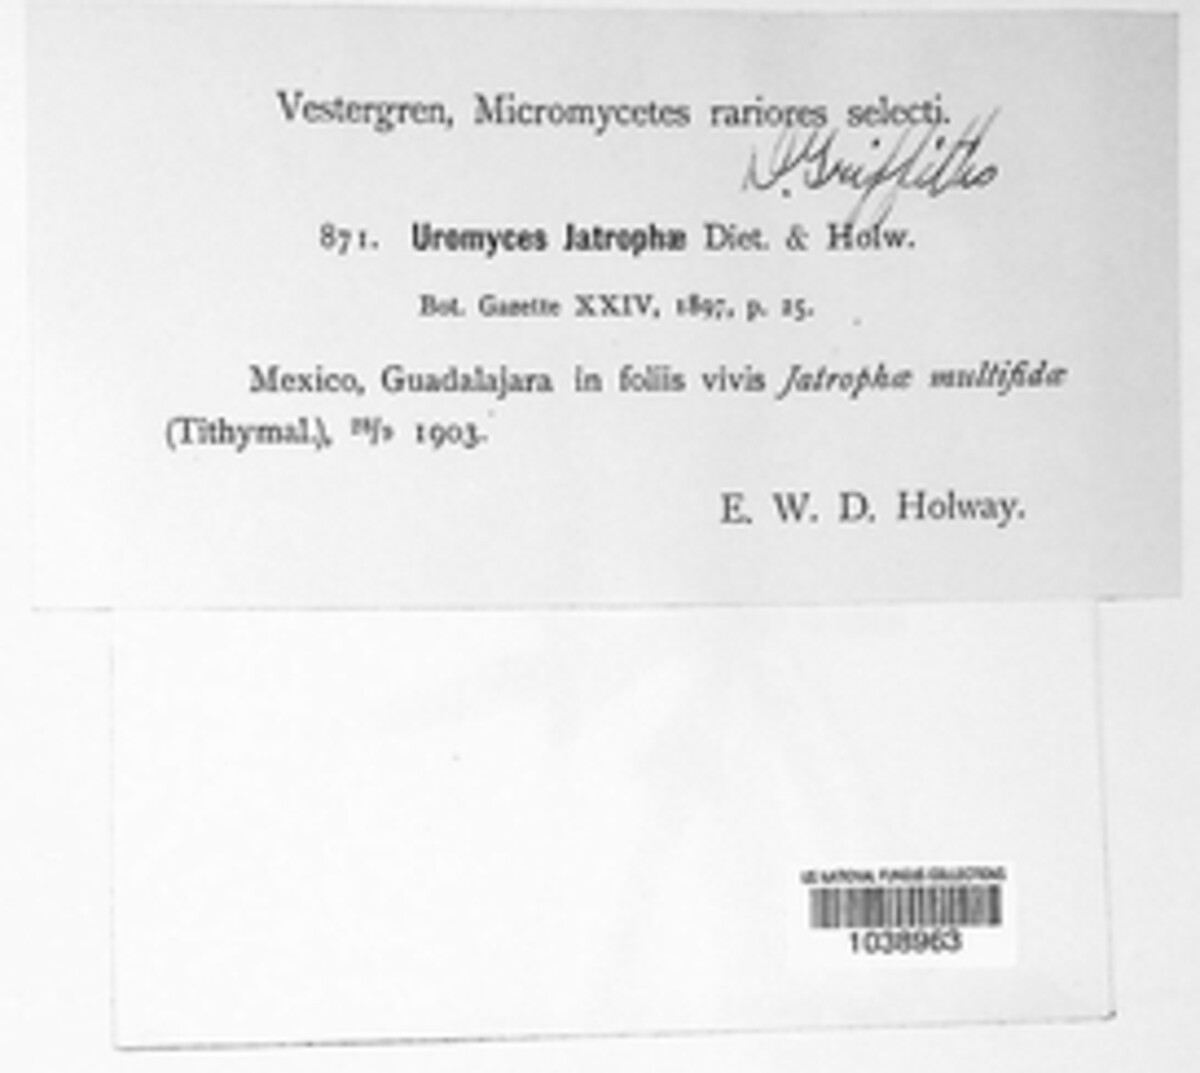 Vestergren, Micromycetes rariores selecti.
D. Griffiths
871. Uromyces Jatrophæ Diet. & Holw.
Bot. Gazette XXIV, 1897, p. 25.
Mexico, Guadalajara in foliis vivis Jatrophæ multifidæ
(Tithymal.), 1903.
E. W. D. Holway.
US NATIONAL FUNGUS COLLECTIONS
1038963